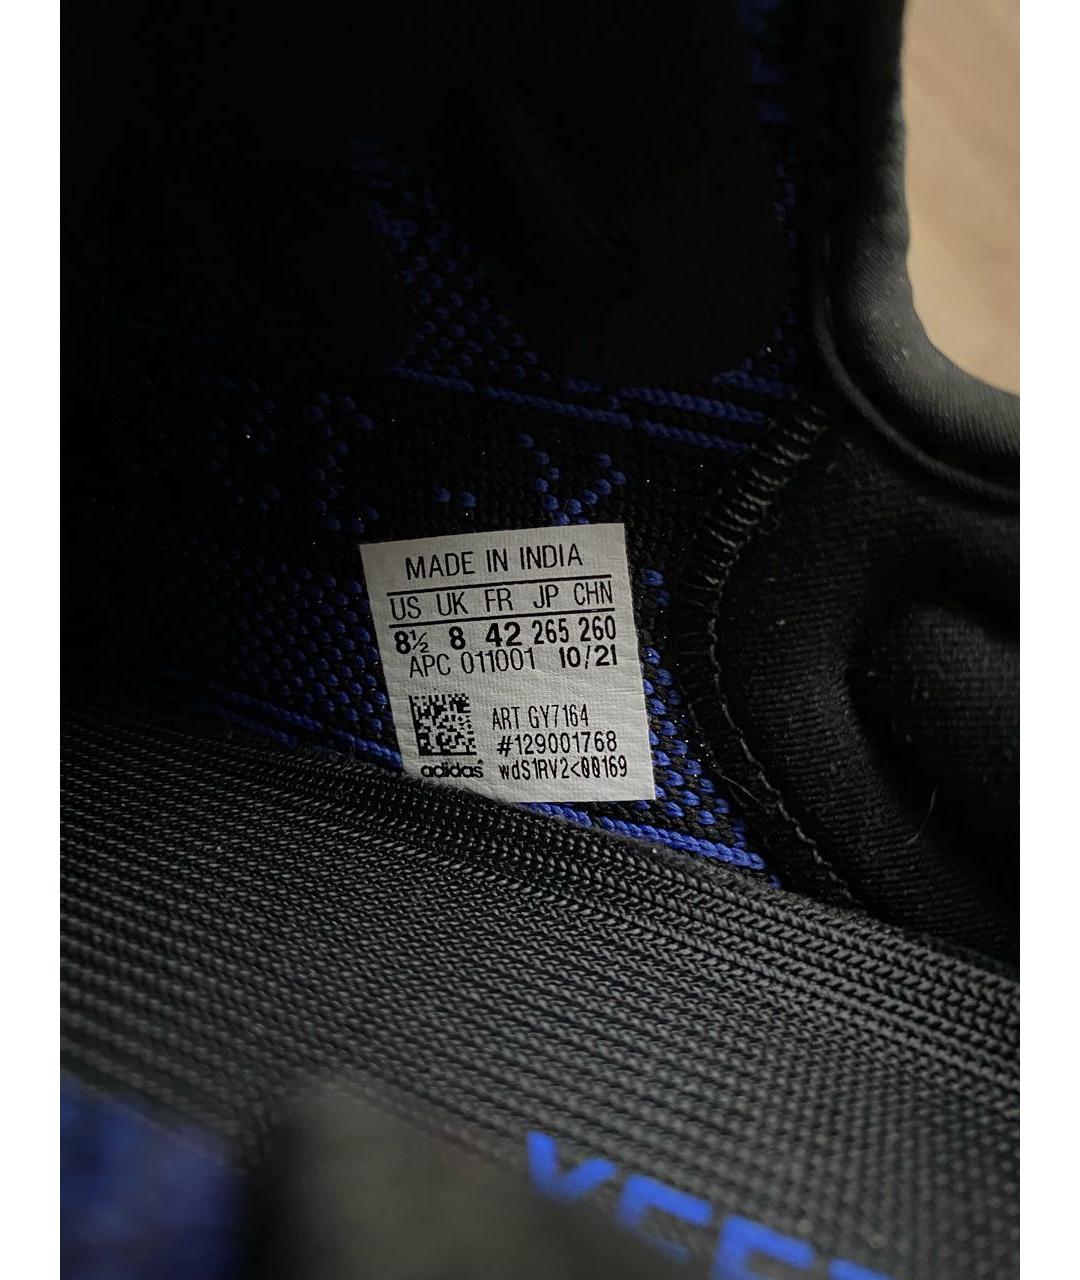 MADE IN INDIA
US UK FR JP CHN
8½ 8 42 265 260
APC 011001 10/21
ART GY7164
#129001768
adidas® wdS1RV2<00169